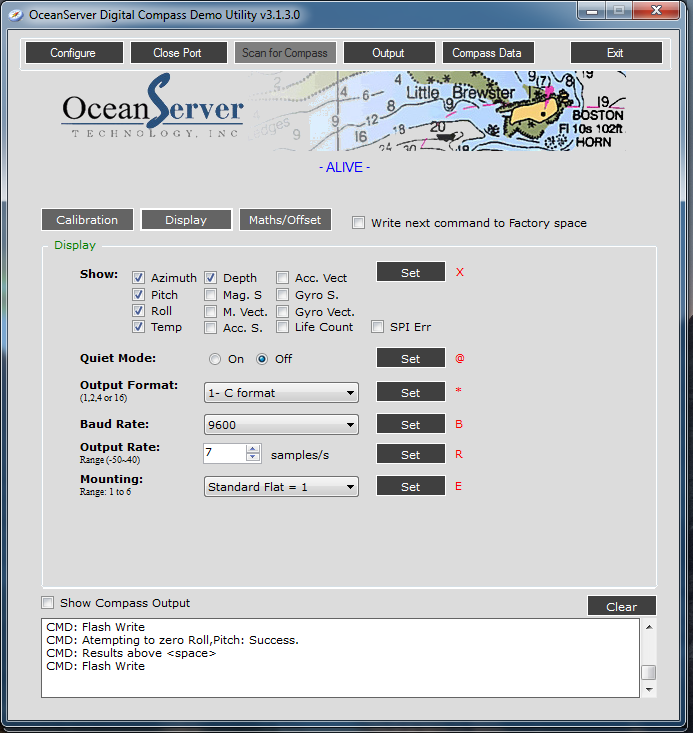 OceanServer Digital Compass Demo Utility v3.1.3.0
Configure Close Port Scan for Compass Output Compass Data Exit
OceanServer
TECHNOLOGY, INC
Little Brewster
BOSTON
Fl 10s 102ft
HORN
- ALIVE -
Calibration Display Maths/Offset Write next command to Factory space
Display
Show: Azimuth Depth Acc. Vect Set X
Pitch Mag. S Gyro S.
Roll M. Vect. Gyro Vect.
Temp Acc. S. Life Count SPI Err
Quiet Mode: On Off Set @
Output Format: 1- C format Set *
(1,2,4 or 16)
Baud Rate: 9600 Set B
Output Rate: 7 samples/s Set R
Range (-50~40)
Mounting: Standard Flat = 1 Set E
Range: 1 to 6
Show Compass Output Clear
CMD: Flash Write
CMD: Atempting to zero Roll,Pitch: Success.
CMD: Results above <space>
CMD: Flash Write